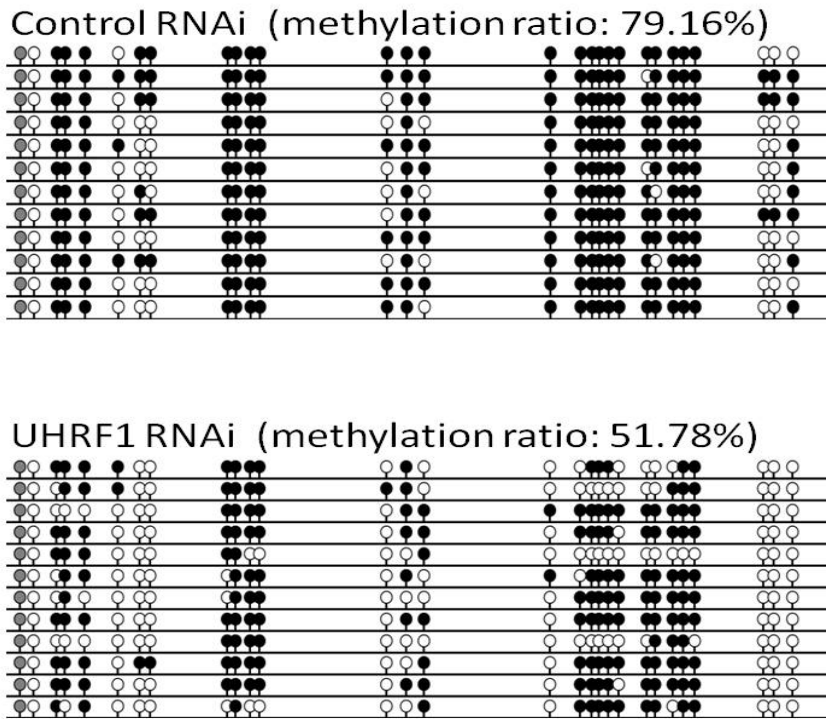 Control RNAi (methylation ratio: 79.16%)
UHRF1 RNAi (methylation ratio: 51.78%)